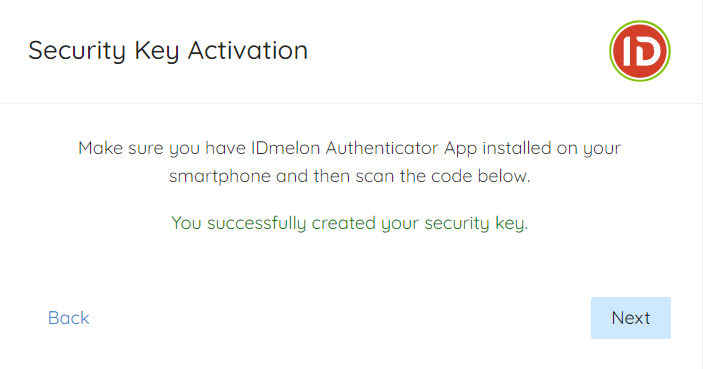 Security Key Activation
ID
Make sure you have IDmelon Authenticator App installed on your
smartphone and then scan the code below.
You successfully created your security key.
Back
Next